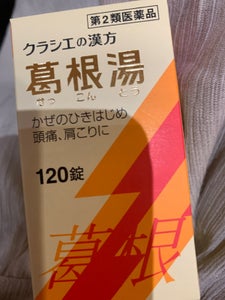 第2類医薬品
クラシエの漢方
葛根湯
かっ こん とう
かぜのひきはじめ
頭痛、肩こりに
120錠
葛根